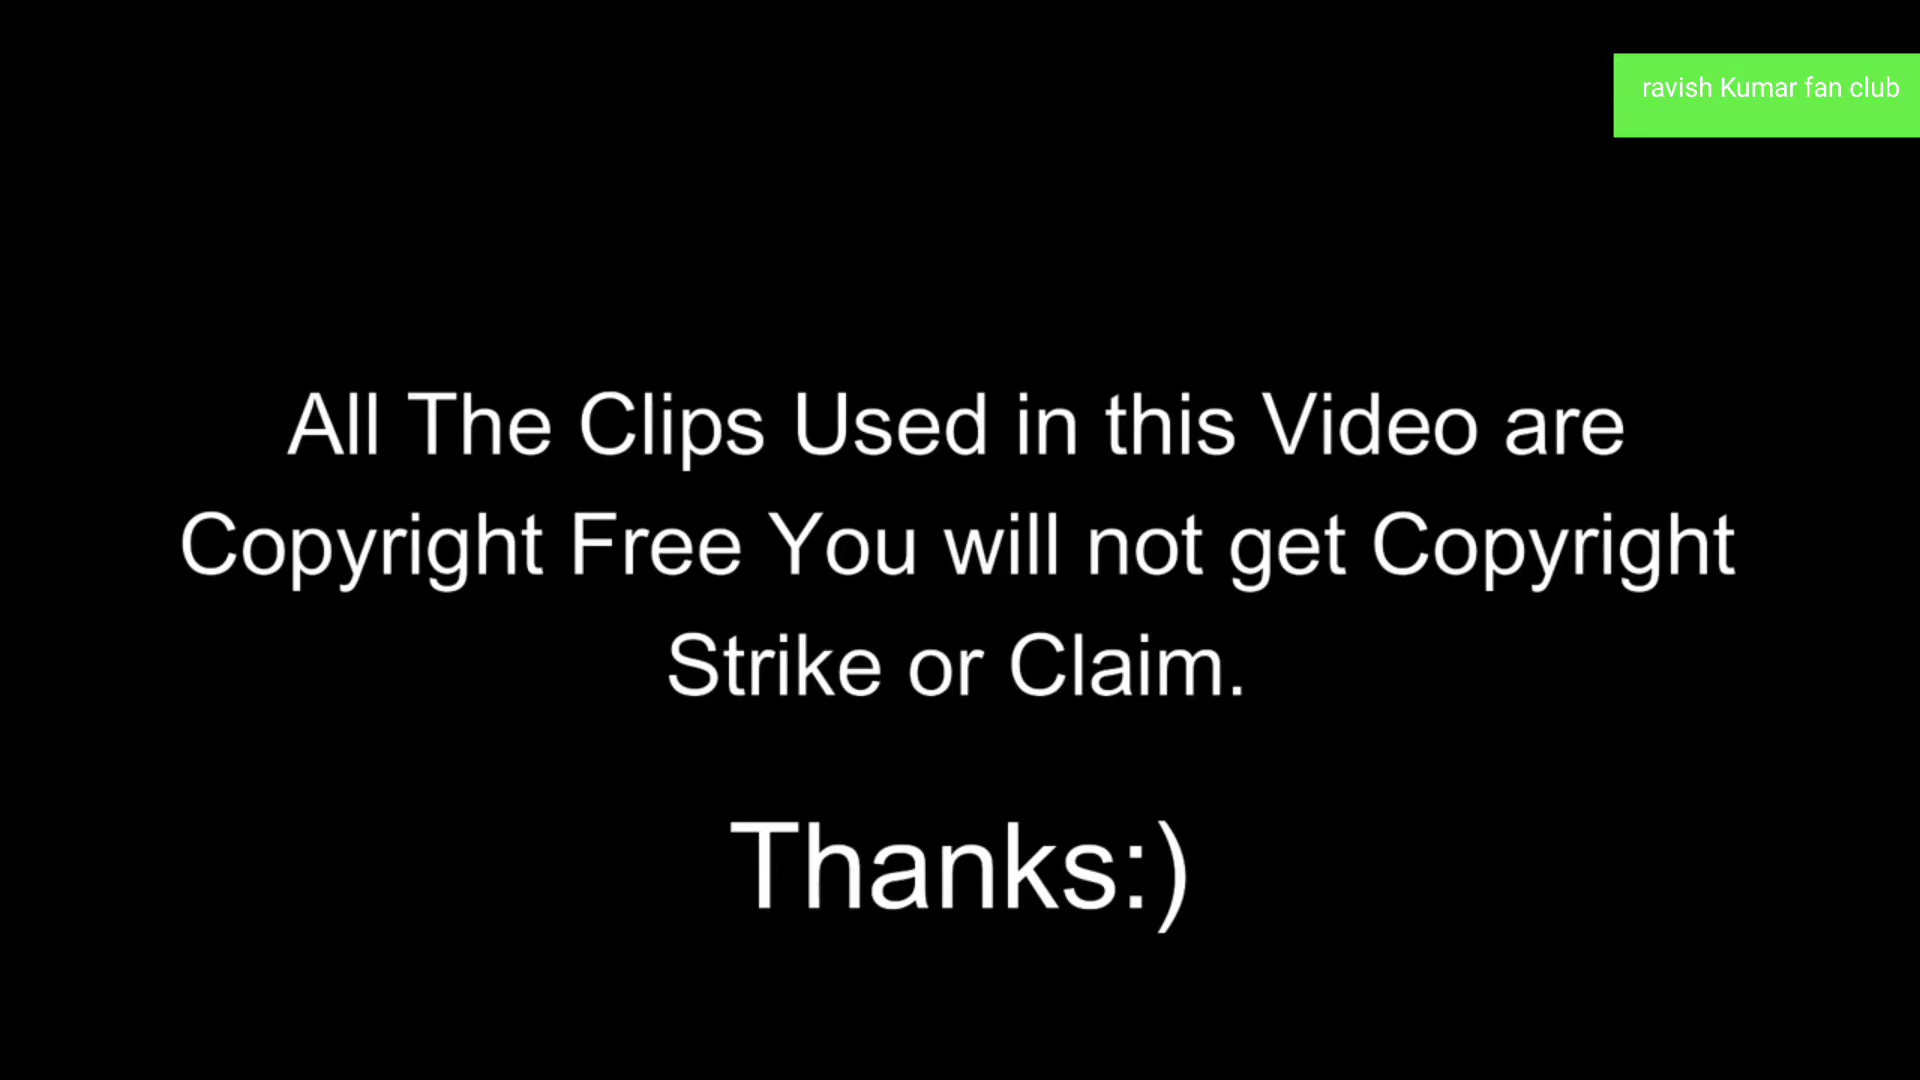 ravish Kumar fan club
All The Clips Used in this Video are
Copyright Free You will not get Copyright
Strike or Claim.
Thanks:)